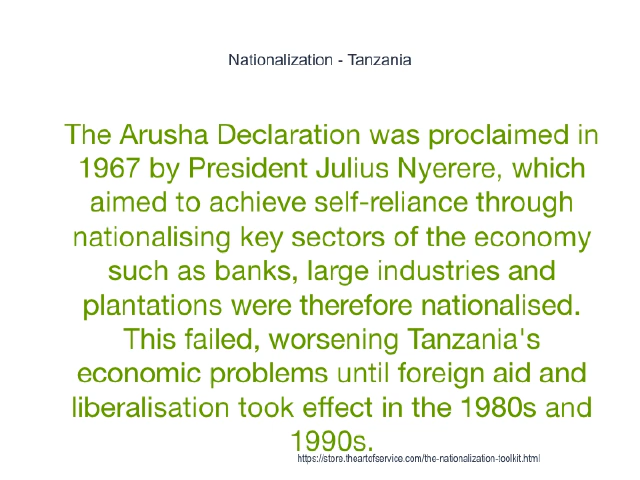 Nationalization - Tanzania
The Arusha Declaration was proclaimed in
1967 by President Julius Nyerere, which
aimed to achieve self-reliance through
nationalising key sectors of the economy
such as banks, large industries and
plantations were therefore nationalised.
This failed, worsening Tanzania's
economic problems until foreign aid and
liberalisation took effect in the 1980s and
1990s.
https://store.theartofservice.com/the-nationalization-toolkit.html